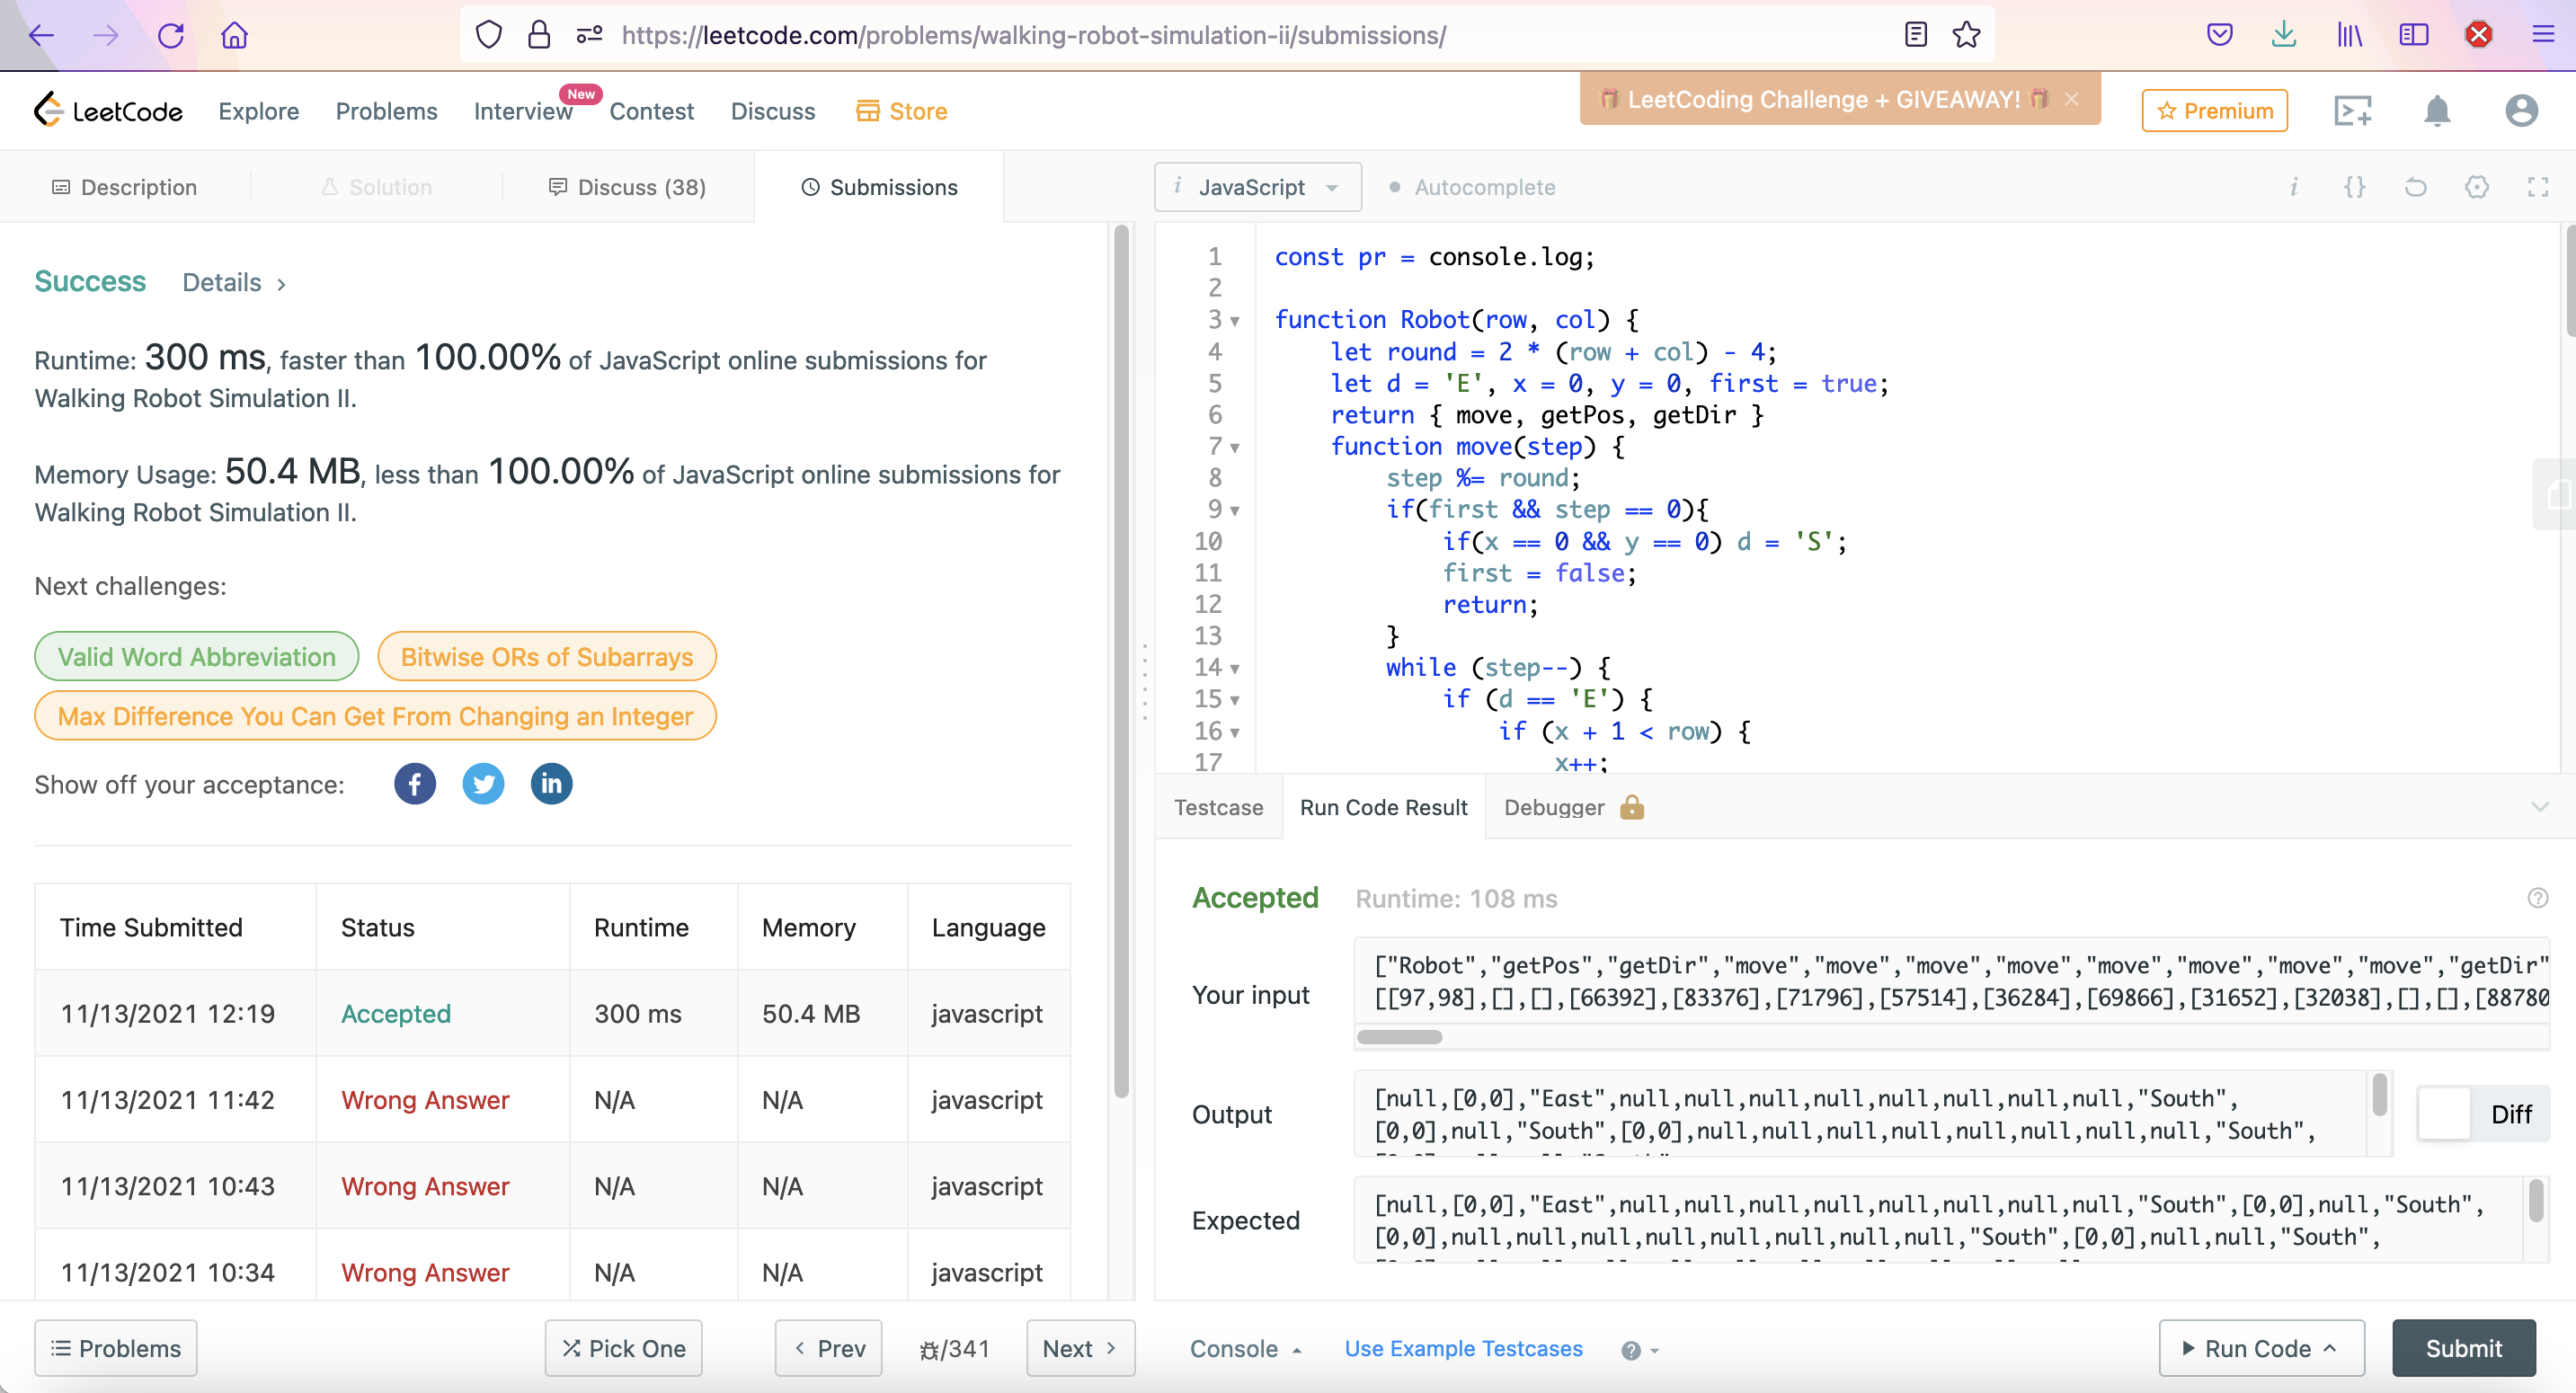 https://leetcode.com/problems/walking-robot-simulation-ii/submissions/
LeetCode
Explore
Problems
Interview
New
Contest
Discuss
Store
LeetCoding Challenge + GIVEAWAY!
Premium
Description
Solution
Discuss (38)
Submissions
Success
Details
Runtime: 300 ms, faster than 100.00% of JavaScript online submissions for
Walking Robot Simulation II.
Memory Usage: 50.4 MB, less than 100.00% of JavaScript online submissions for
Walking Robot Simulation II.
Next challenges:
Valid Word Abbreviation
Bitwise ORs of Subarrays
Max Difference You Can Get From Changing an Integer
Show off your acceptance:
Time Submitted Status Runtime Memory Language
11/13/2021 12:19 Accepted 300 ms 50.4 MB javascript
11/13/2021 11:42 Wrong Answer N/A N/A javascript
11/13/2021 10:43 Wrong Answer N/A N/A javascript
11/13/2021 10:34 Wrong Answer N/A N/A javascript
Problems
Pick One
Prev
/341
Next
i JavaScript
Autocomplete
1 const pr = console.log;
2
3 function Robot(row, col) {
4 let round = 2 * (row + col) - 4;
5 let d = 'E', x = 0, y = 0, first = true;
6 return { move, getPos, getDir }
7 function move(step) {
8 step %= round;
9 if(first && step == 0){
10 if(x == 0 && y == 0) d = 'S';
11 first = false;
12 return;
13 }
14 while (step--) {
15 if (d == 'E') {
16 if (x + 1 < row) {
17 x++;
Testcase
Run Code Result
Debugger
Accepted
Runtime: 108 ms
Your input
["Robot","getPos","getDir","move","move","move","move","move","move","move","move","getDir"
[[97,98],[],[],[66392],[83376],[71796],[57514],[36284],[69866],[31652],[32038],[],[],[88780
Output
[null,[0,0],"East",null,null,null,null,null,null,null,null,"South",
[0,0],null,"South",[0,0],null,null,null,null,null,null,null,null,"South",
Diff
Expected
[null,[0,0],"East",null,null,null,null,null,null,null,null,"South",[0,0],null,"South",
[0,0],null,null,null,null,null,null,null,null,"South",[0,0],null,null,"South",
Console
Use Example Testcases
Run Code
Submit